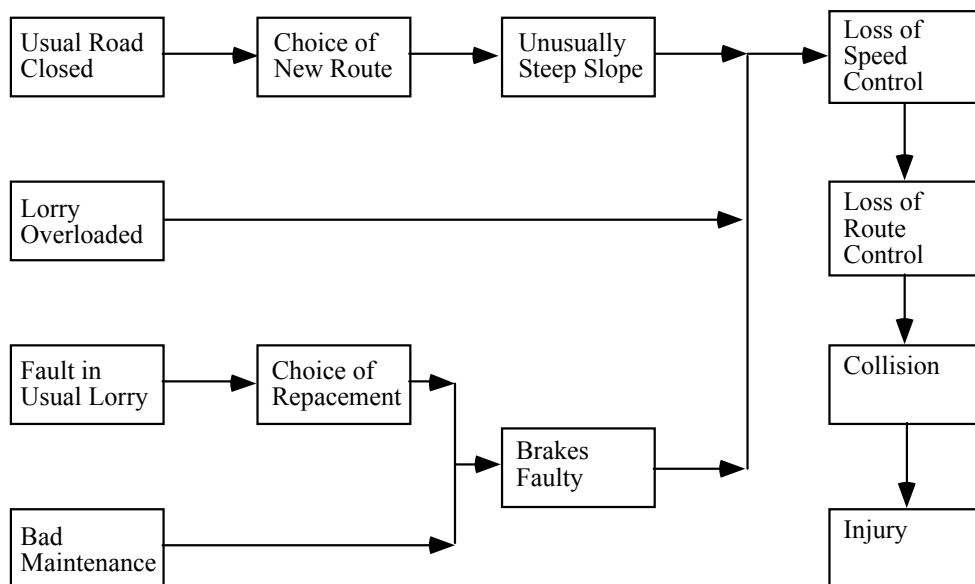 Usual Road
Closed
Choice of
New Route
Unusually
Steep Slope
Loss of
Speed
Control
Lorry
Overloaded
Loss of
Route
Control
Fault in
Usual Lorry
Choice of
Repacement
Collision
Brakes
Faulty
Bad
Maintenance
Injury